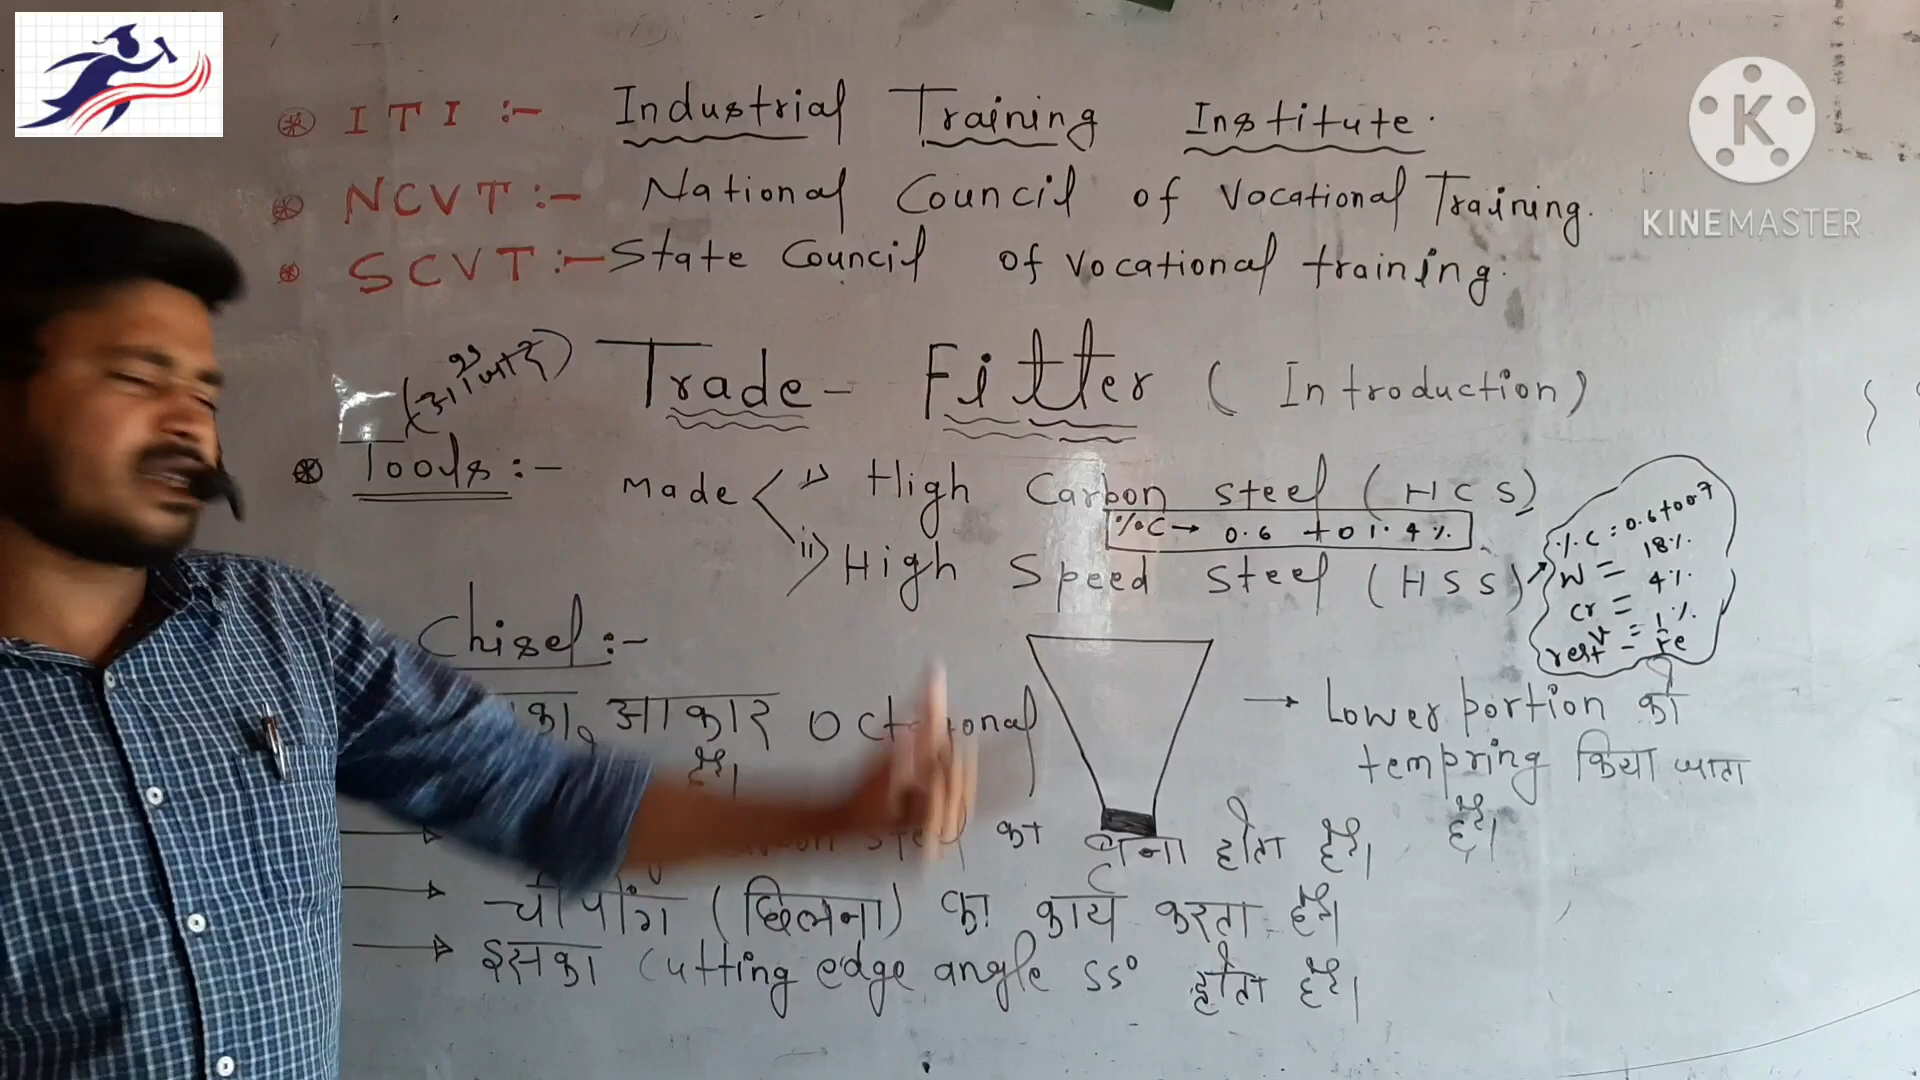 ITI :- Industrial Training Institute.
KINEMASTER
NCVT :- National Council of Vocational Training.
SCVT :- State Council of vocational training.
(औजार)
Trade - Fitter (Introduction)
Tools :- Made i) High Carbon Steel (HCS)
%C → 0.6 to 1.4%
ii) High Speed Steel (HSS)
%C = 0.6 to 0.7
W = 18%
Cr = 4%
V = 1%
rest = Fe
Chisel :-
आकार
है।
→ Lower portion को
tempring किया जाता
है।
का बना होता है।
→ चीपींग (छिलना) का कार्य करता है।
→ इसका Cutting edge angle 55° होता है।